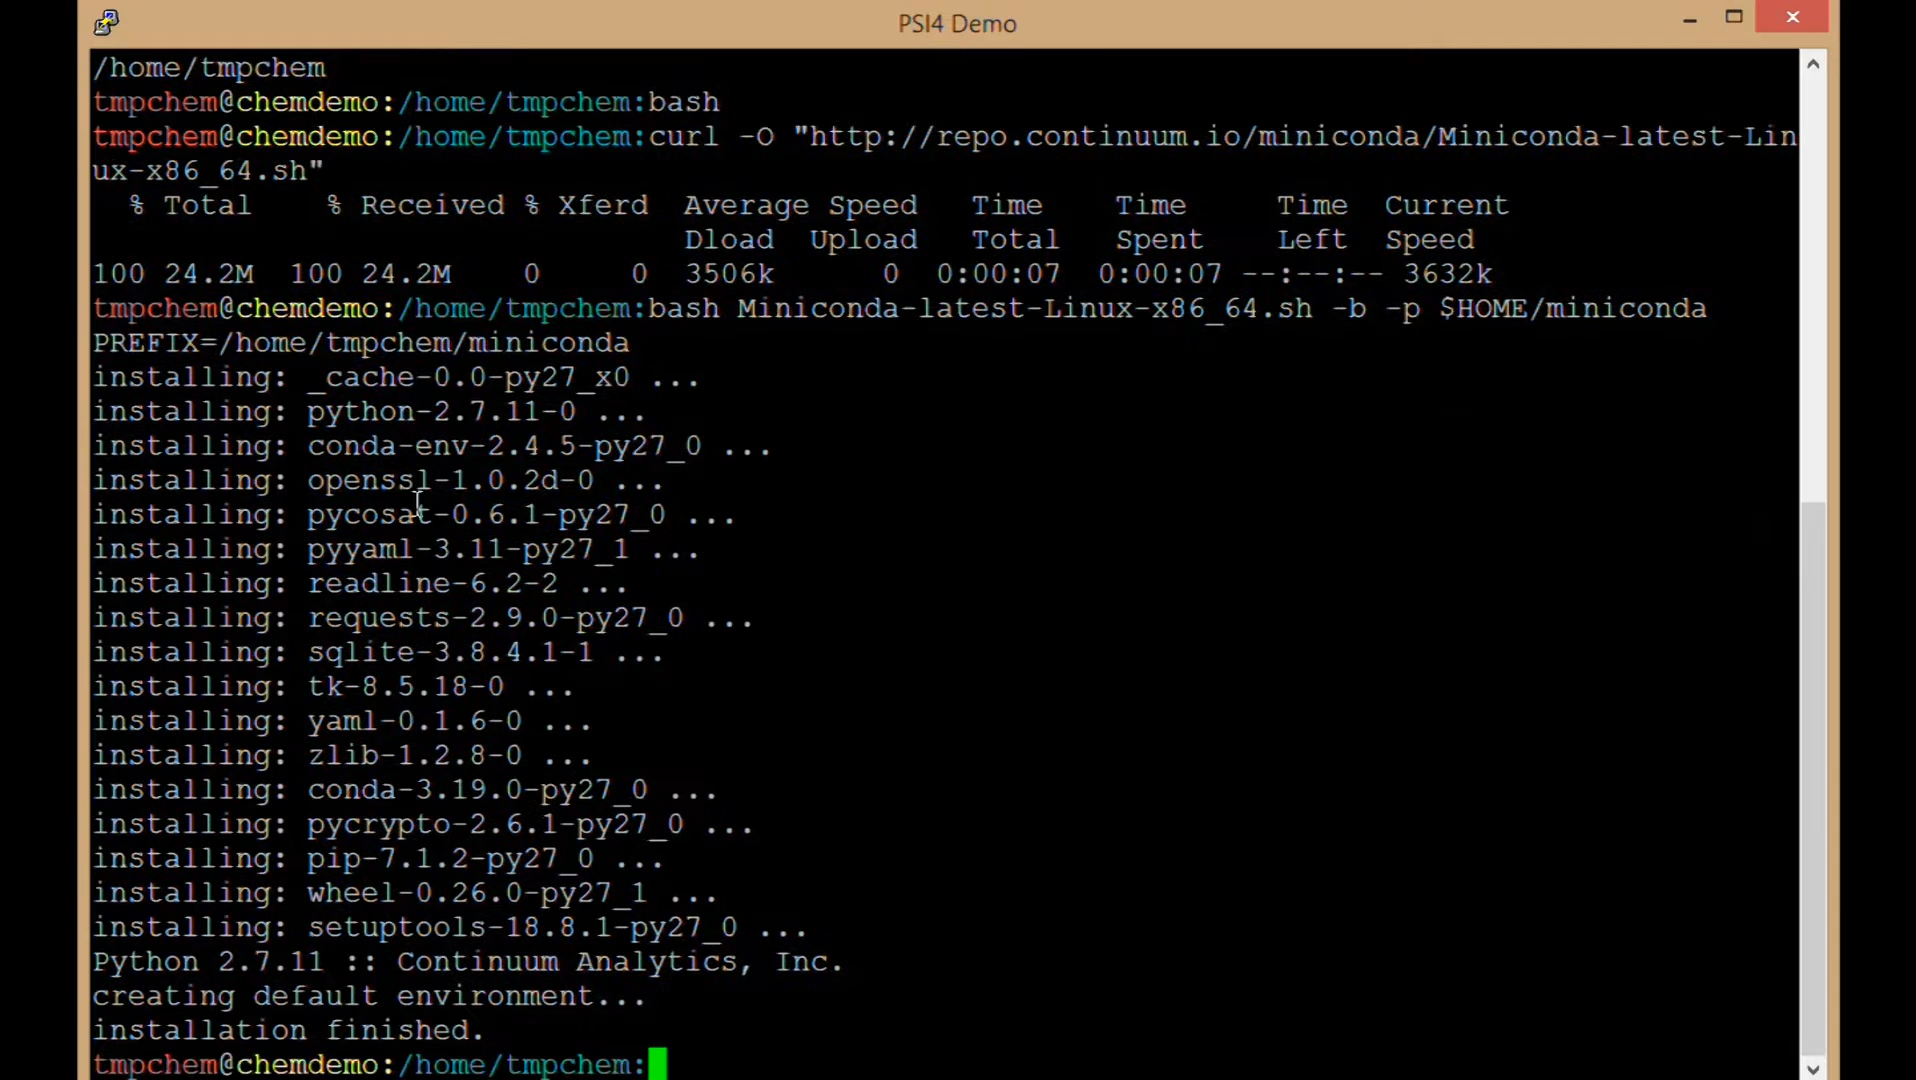 PSI4 Demo
/home/tmpchem
tmpchem@chemdemo:/home/tmpchem:bash
tmpchem@chemdemo:/home/tmpchem:curl -O "http://repo.continuum.io/miniconda/Miniconda-latest-Lin
ux-x86_64.sh"
% Total % Received % Xferd Average Speed Time Time Time Current
Dload Upload Total Spent Left Speed
100 24.2M 100 24.2M 0 0 3506k 0 0:00:07 0:00:07 --:--:-- 3632k
tmpchem@chemdemo:/home/tmpchem:bash Miniconda-latest-Linux-x86_64.sh -b -p $HOME/miniconda
PREFIX=/home/tmpchem/miniconda
installing: _cache-0.0-py27_x0 ...
installing: python-2.7.11-0 ...
installing: conda-env-2.4.5-py27_0 ...
installing: openssl-1.0.2d-0 ...
installing: pycosat-0.6.1-py27_0 ...
installing: pyyaml-3.11-py27_1 ...
installing: readline-6.2-2 ...
installing: requests-2.9.0-py27_0 ...
installing: sqlite-3.8.4.1-1 ...
installing: tk-8.5.18-0 ...
installing: yaml-0.1.6-0 ...
installing: zlib-1.2.8-0 ...
installing: conda-3.19.0-py27_0 ...
installing: pycrypto-2.6.1-py27_0 ...
installing: pip-7.1.2-py27_0 ...
installing: wheel-0.26.0-py27_1 ...
installing: setuptools-18.8.1-py27_0 ...
Python 2.7.11 :: Continuum Analytics, Inc.
creating default environment...
installation finished.
tmpchem@chemdemo:/home/tmpchem: